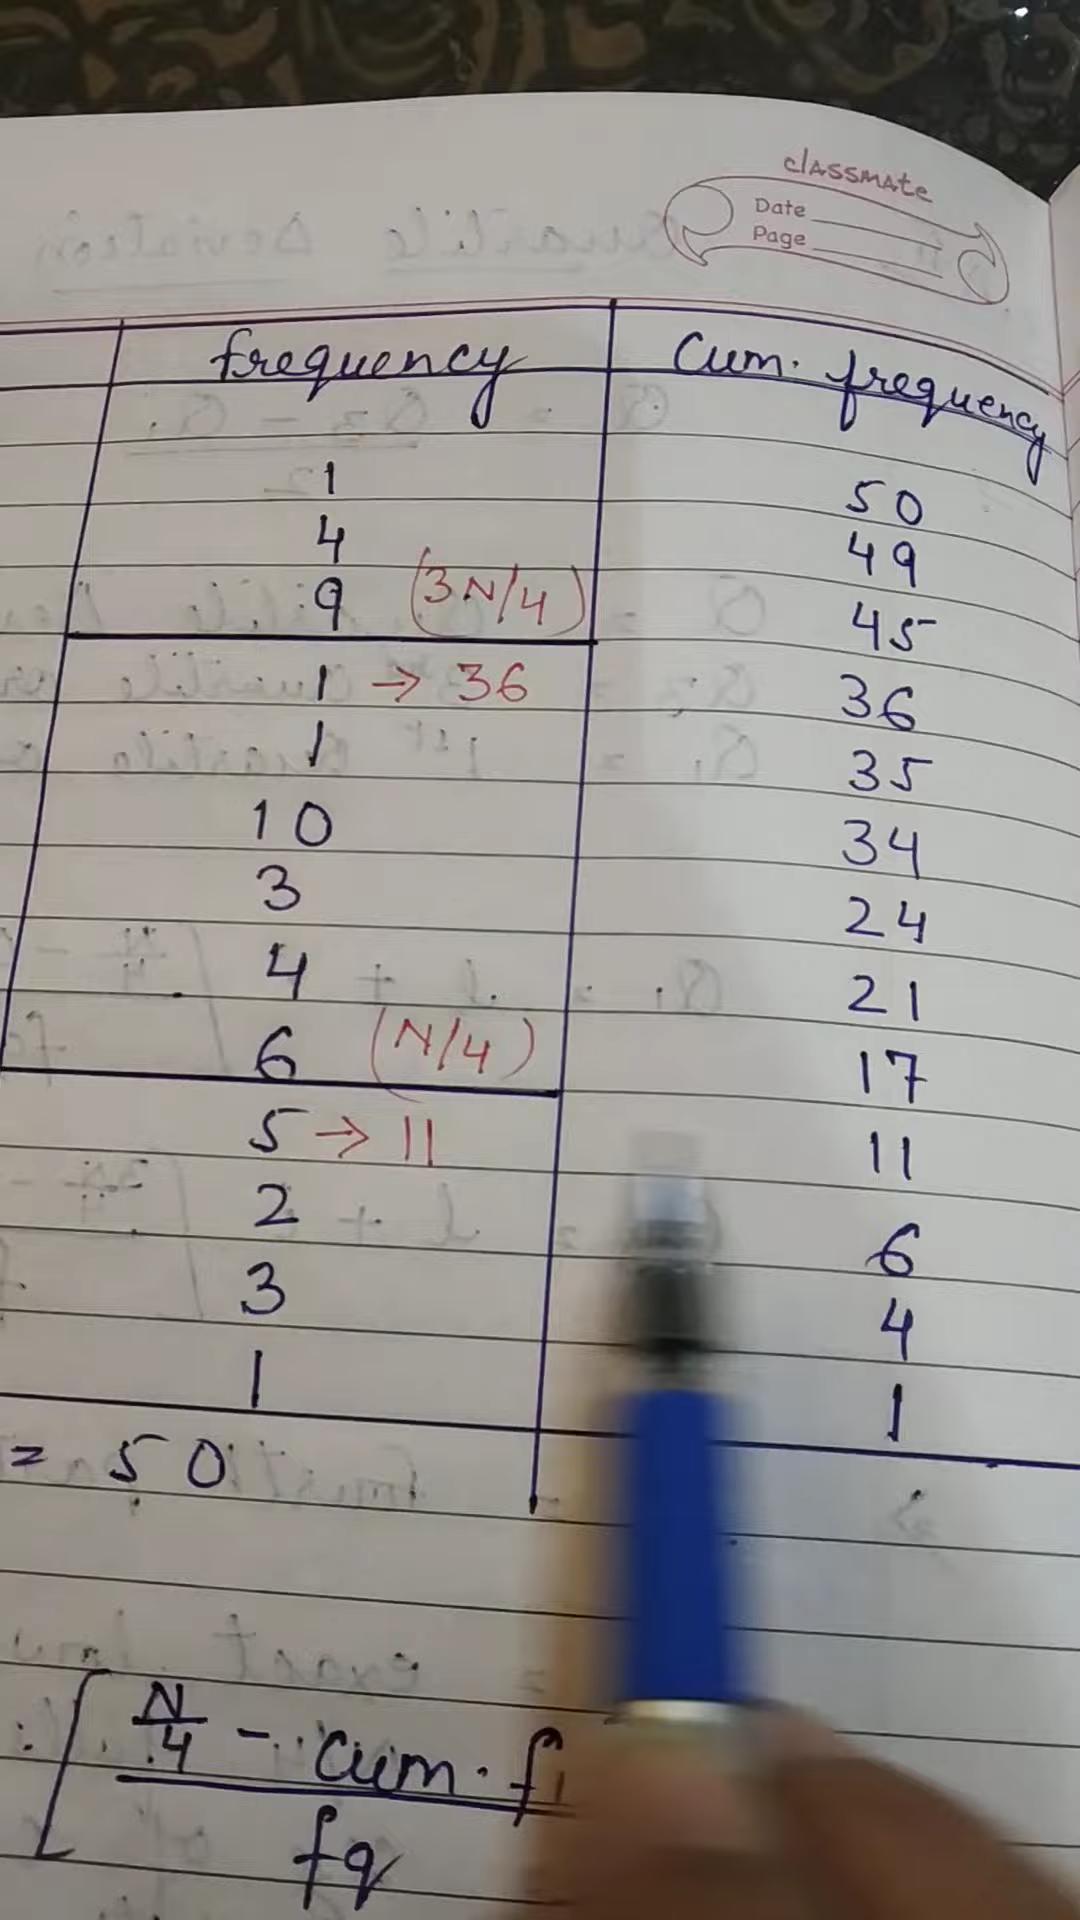 classmate
Date
Page
frequency Cum. frequency
1 50
4 49
9 (3N/4) 45
1 → 36 36
1 35
10 34
3 24
4 21
6 (N/4) 17
5 → 11 11
2 6
3 4
1 1
= 50
N/4 - cum. f
fq